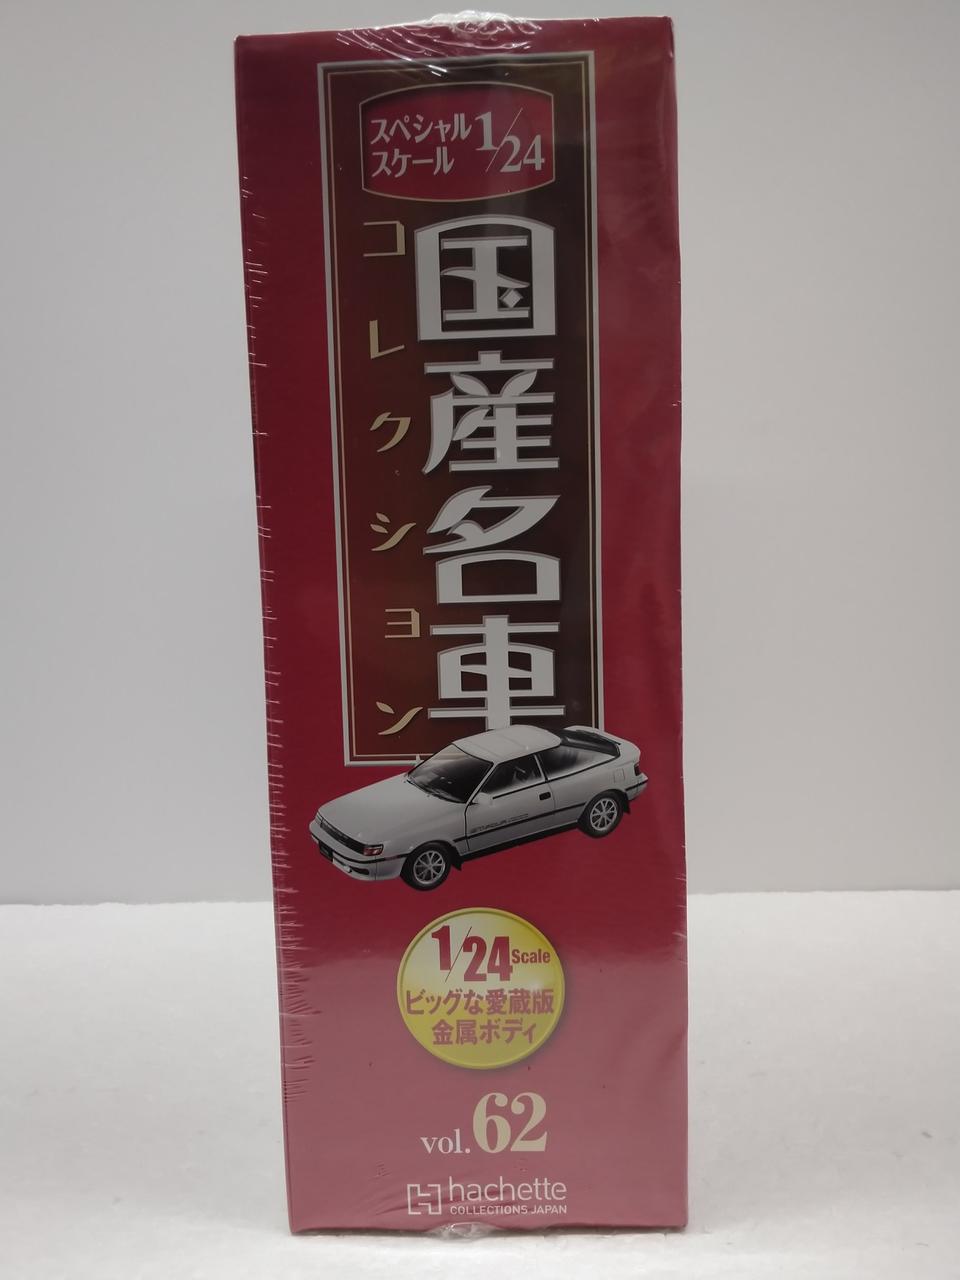 スペシャル
スケール
1/24
国産名車
コレクション
1/24 Scale
ビッグな愛蔵版
金属ボディ
vol.62
hachette
COLLECTIONS JAPAN